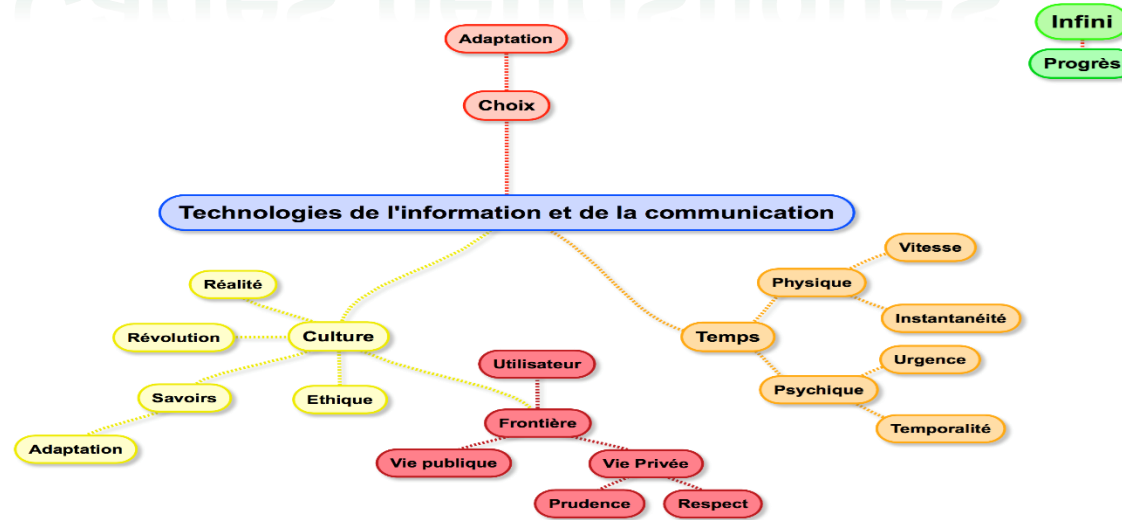 Infini
Adaptation
Progrès
Choix
Technologies de l'information et de la communication
Vitesse
Réalité
Physique
Instantanéité
Révolution
Culture
Temps
Utilisateur
Urgence
Savoirs
Ethique
Psychique
Frontière
Temporalité
Adaptation
Vie publique
Vie Privée
Prudence
Respect